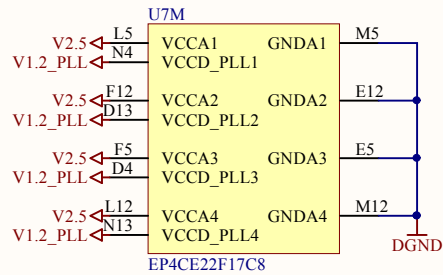 U7M
V2.5 L5 VCCA1 GNDA1 M5
V1.2_PLL N4 VCCD_PLL1
V2.5 F12 VCCA2 GNDA2 E12
V1.2_PLL D13 VCCD_PLL2
V2.5 F5 VCCA3 GNDA3 E5
V1.2_PLL D4 VCCD_PLL3
V2.5 L12 VCCA4 GNDA4 M12
V1.2_PLL N13 VCCD_PLL4
DGND
EP4CE22F17C8